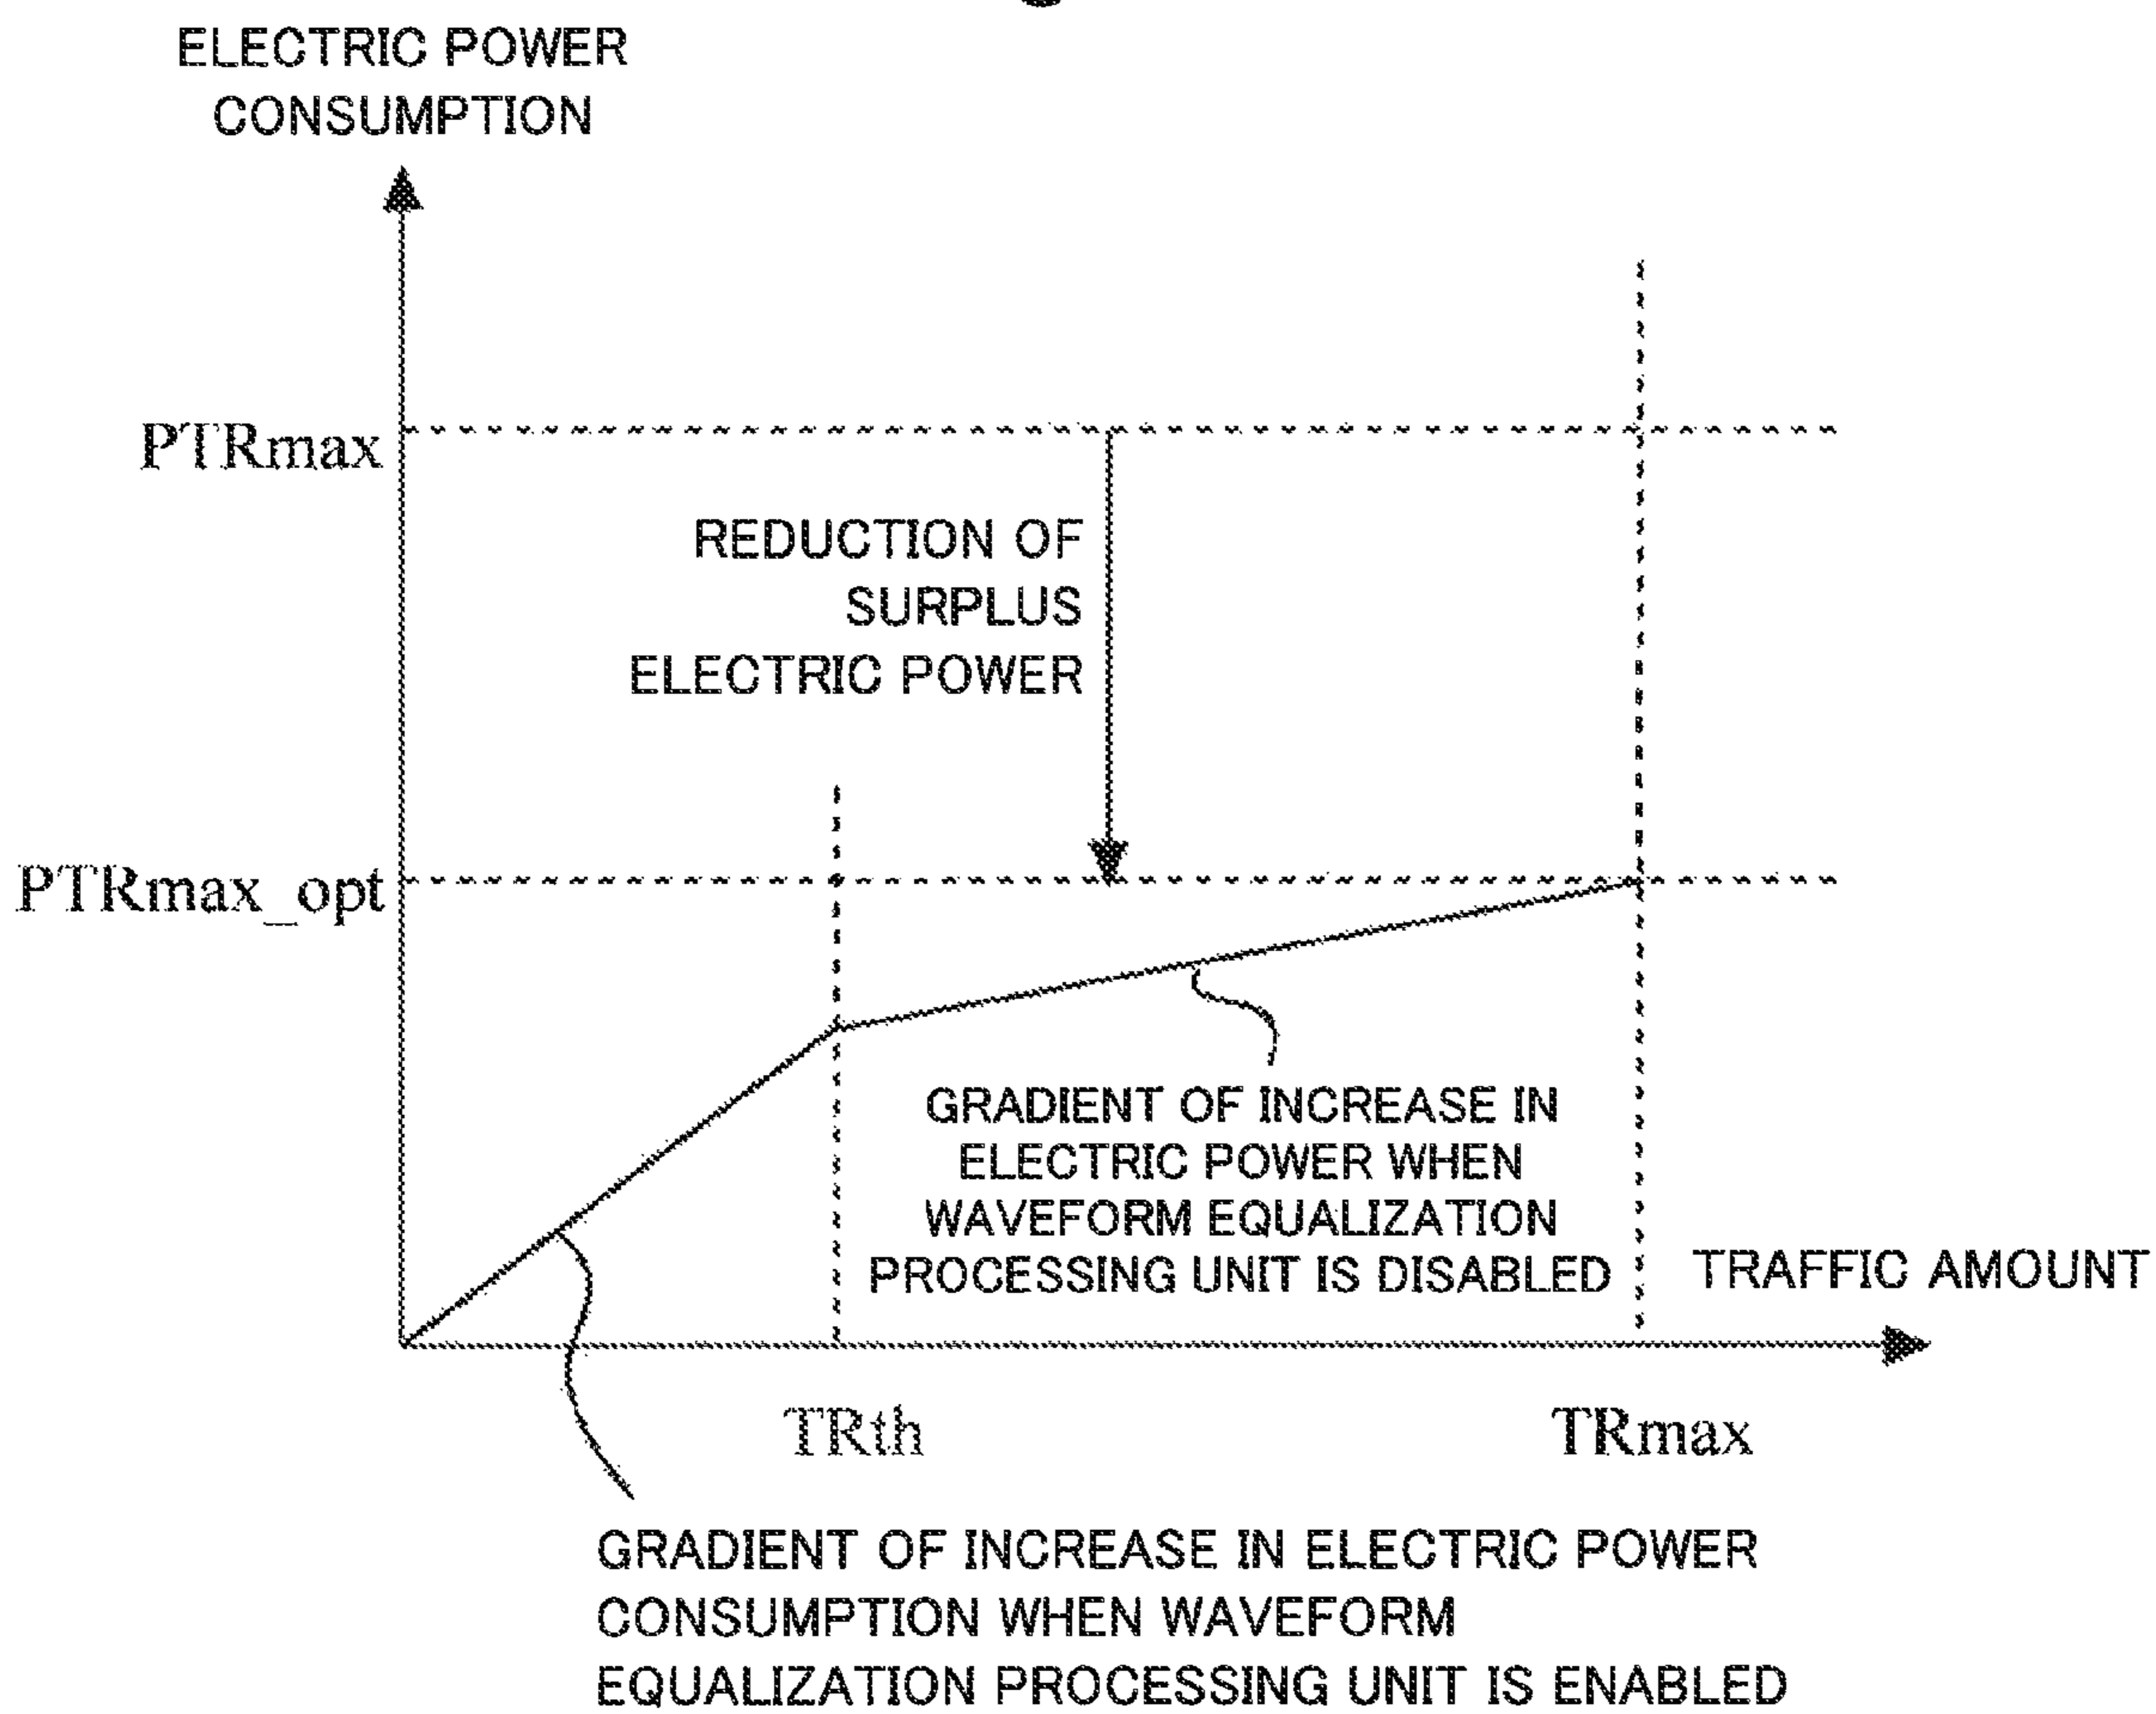 ELECTRIC POWER
CONSUMPTION
PTRmax
REDUCTION OF
SURPLUS
ELECTRIC POWER
PTRmax_opt
GRADIENT OF INCREASE IN
ELECTRIC POWER WHEN
WAVEFORM EQUALIZATION
PROCESSING UNIT IS DISABLED
TRAFFIC AMOUNT
TRth
TRmax
GRADIENT OF INCREASE IN ELECTRIC POWER
CONSUMPTION WHEN WAVEFORM
EQUALIZATION PROCESSING UNIT IS ENABLED